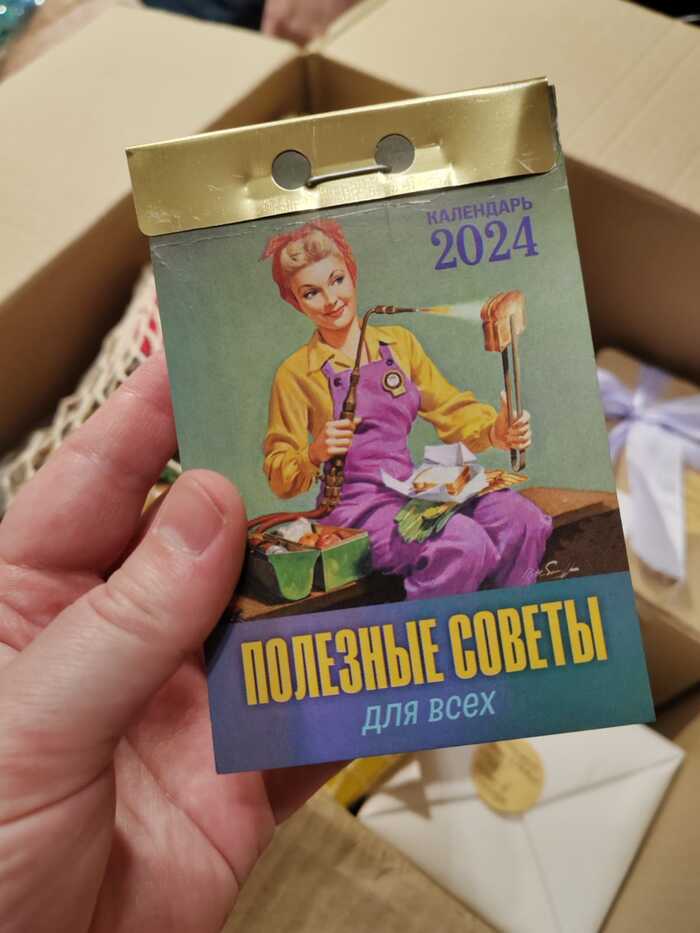 КАЛЕНДАРЬ
2024
ПОЛЕЗНЫЕ СОВЕТЫ
для всех